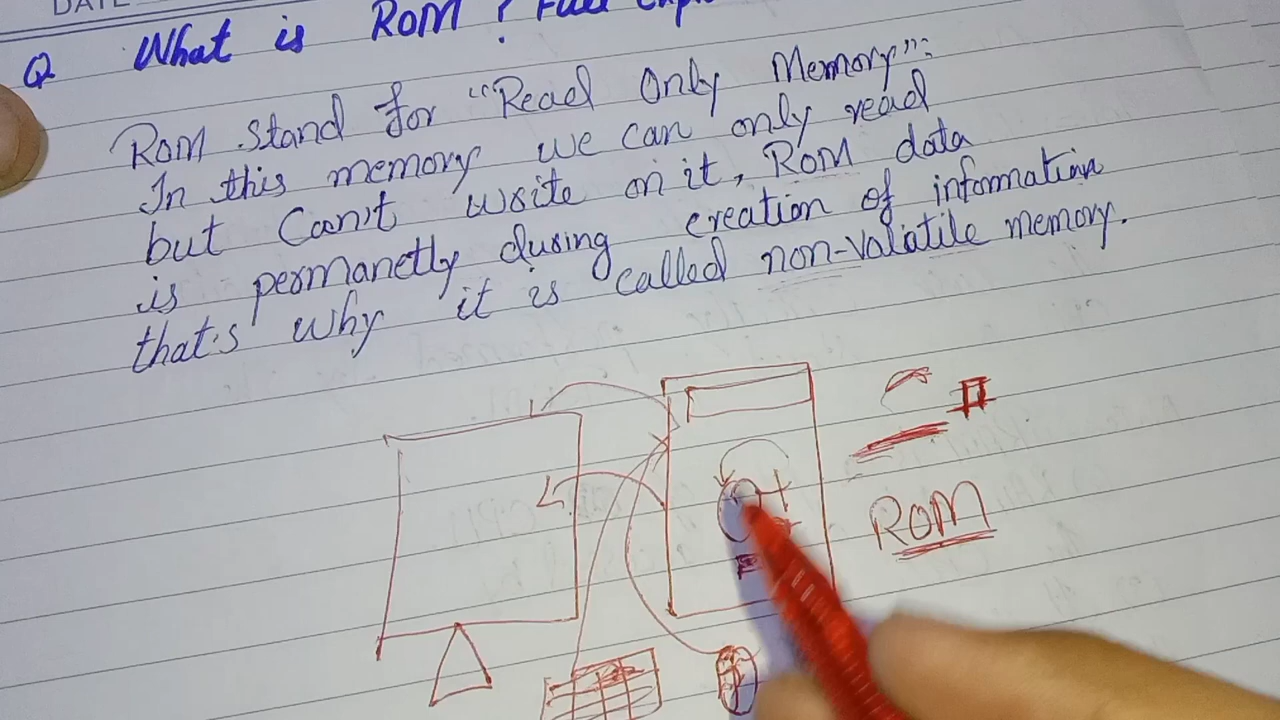 DATE
Q What is ROM ? Full
ROM stand for "Read Only Memory":
In this memory we can only read
but Can't write on it, ROM data
is permanetly during creation of information
that's why it is called non-volatile memory.
ROM